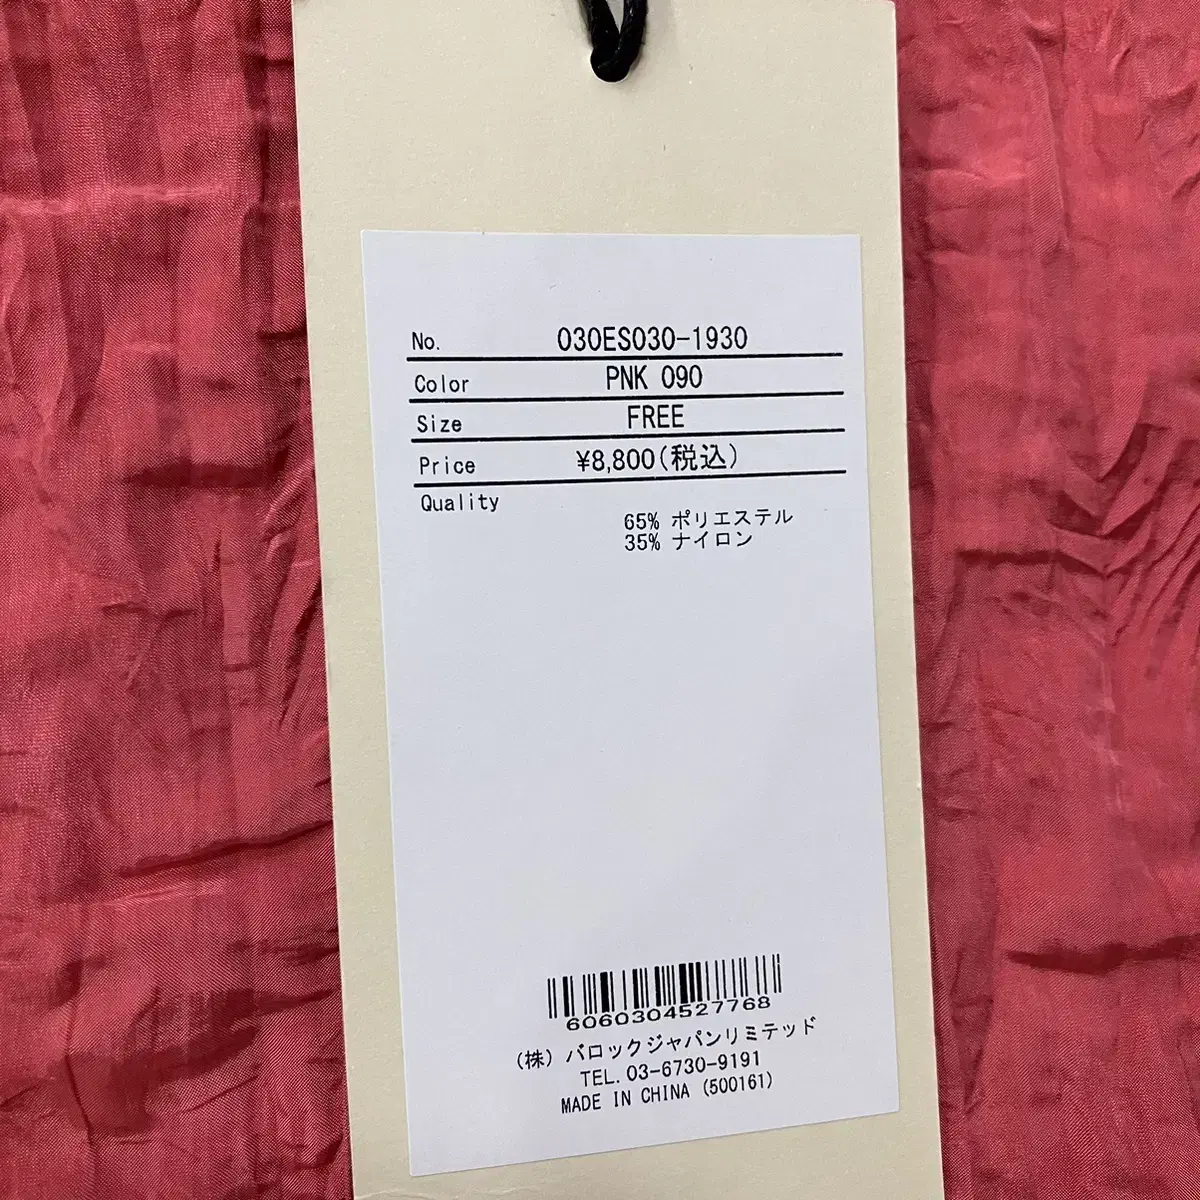 No. 030ES030-1930
Color PNK 090
Size FREE
Price ¥8,800(税込)
Quality
65% ポリエステル
35% ナイロン
6060304527768
(株) バロックジャパンリミテッド
TEL. 03-6730-9191
MADE IN CHINA (500161)